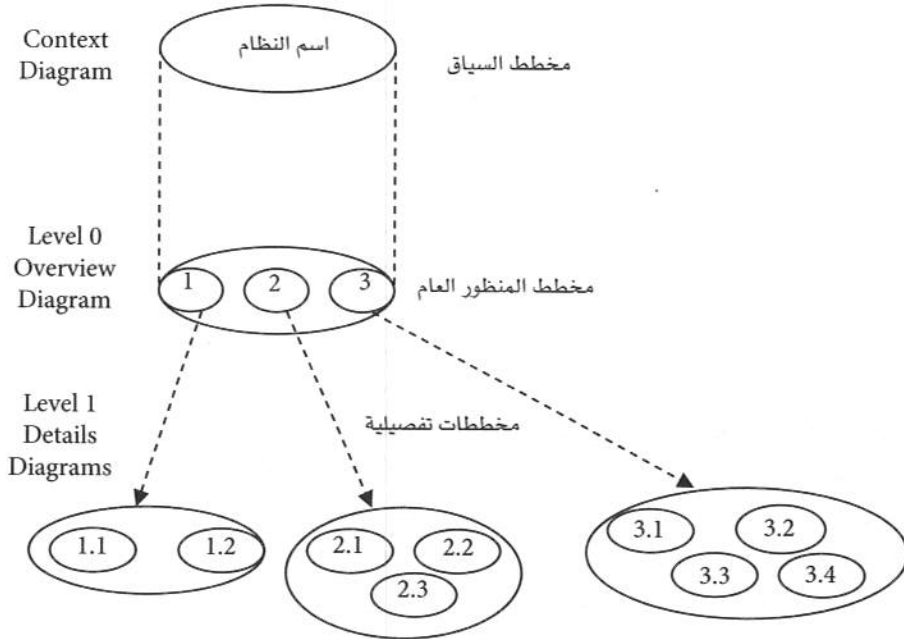 Context
Diagram
اسم النظام
مخطط السياق
Level 0
Overview
Diagram
1
2
3
مخطط المنظور العام
Level 1
Details
Diagrams
مخططات تفصيلية
1.1
1.2
2.1
2.2
2.3
3.1
3.2
3.3
3.4